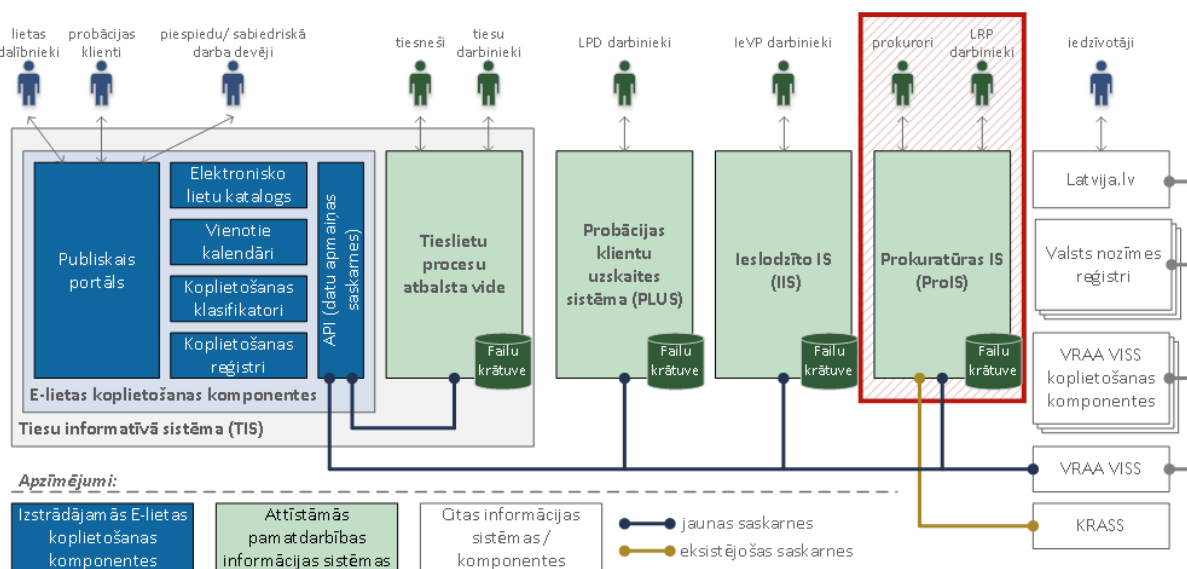 lietas
dalībnieki
probācijas
klienti
piespiedu/ sabiedriskā
darba devēji
tiesneši
tiesu
darbinieki
LPD darbinieki
IeVP darbinieki
prokurori
LRP
darbinieki
iedzīvotāji
Publiskais
portāls
Elektronisko
lietu katalogs
Vienotie
kalendāri
Koplietošanas
klasifikatori
Koplietošanas
reģistri
API (datu apmaiņas
saskarnes)
E-lietas koplietošanas komponentes
Tiesu informatīvā sistēma (TIS)
Tieslietu
procesu
atbalsta vide
Failu
krātuve
Probācijas
klientu
uzskaites
sistēma (PLUS)
Failu
krātuve
Ieslodzīto IS
(IIS)
Failu
krātuve
Prokuratūras IS
(ProIS)
Failu
krātuve
Latvija.lv
Valsts nozīmes
reģistri
VRAA VISS
koplietošanas
komponentes
VRAA VISS
KRASS
Apzīmējumi:
Izstrādājamās E-lietas
koplietošanas
komponentes
Attīstāmās
pamatdarbības
informācijas sistēmas
Citas informācijas
sistēmas/
komponentes
jaunas saskarnes
eksistējošas saskarnes